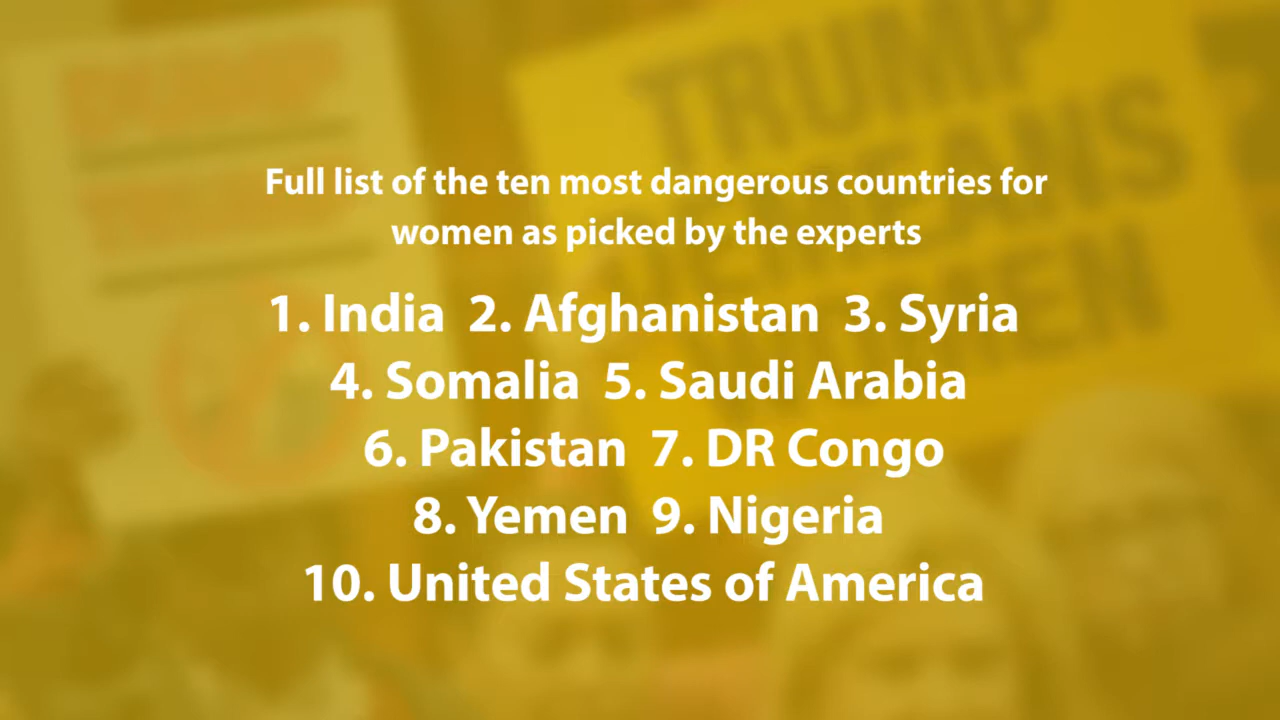 TRUMP
Full list of the ten most dangerous countries for
women as picked by the experts
1. India 2. Afghanistan 3. Syria
4. Somalia 5. Saudi Arabia
6. Pakistan 7. DR Congo
8. Yemen 9. Nigeria
10. United States of America